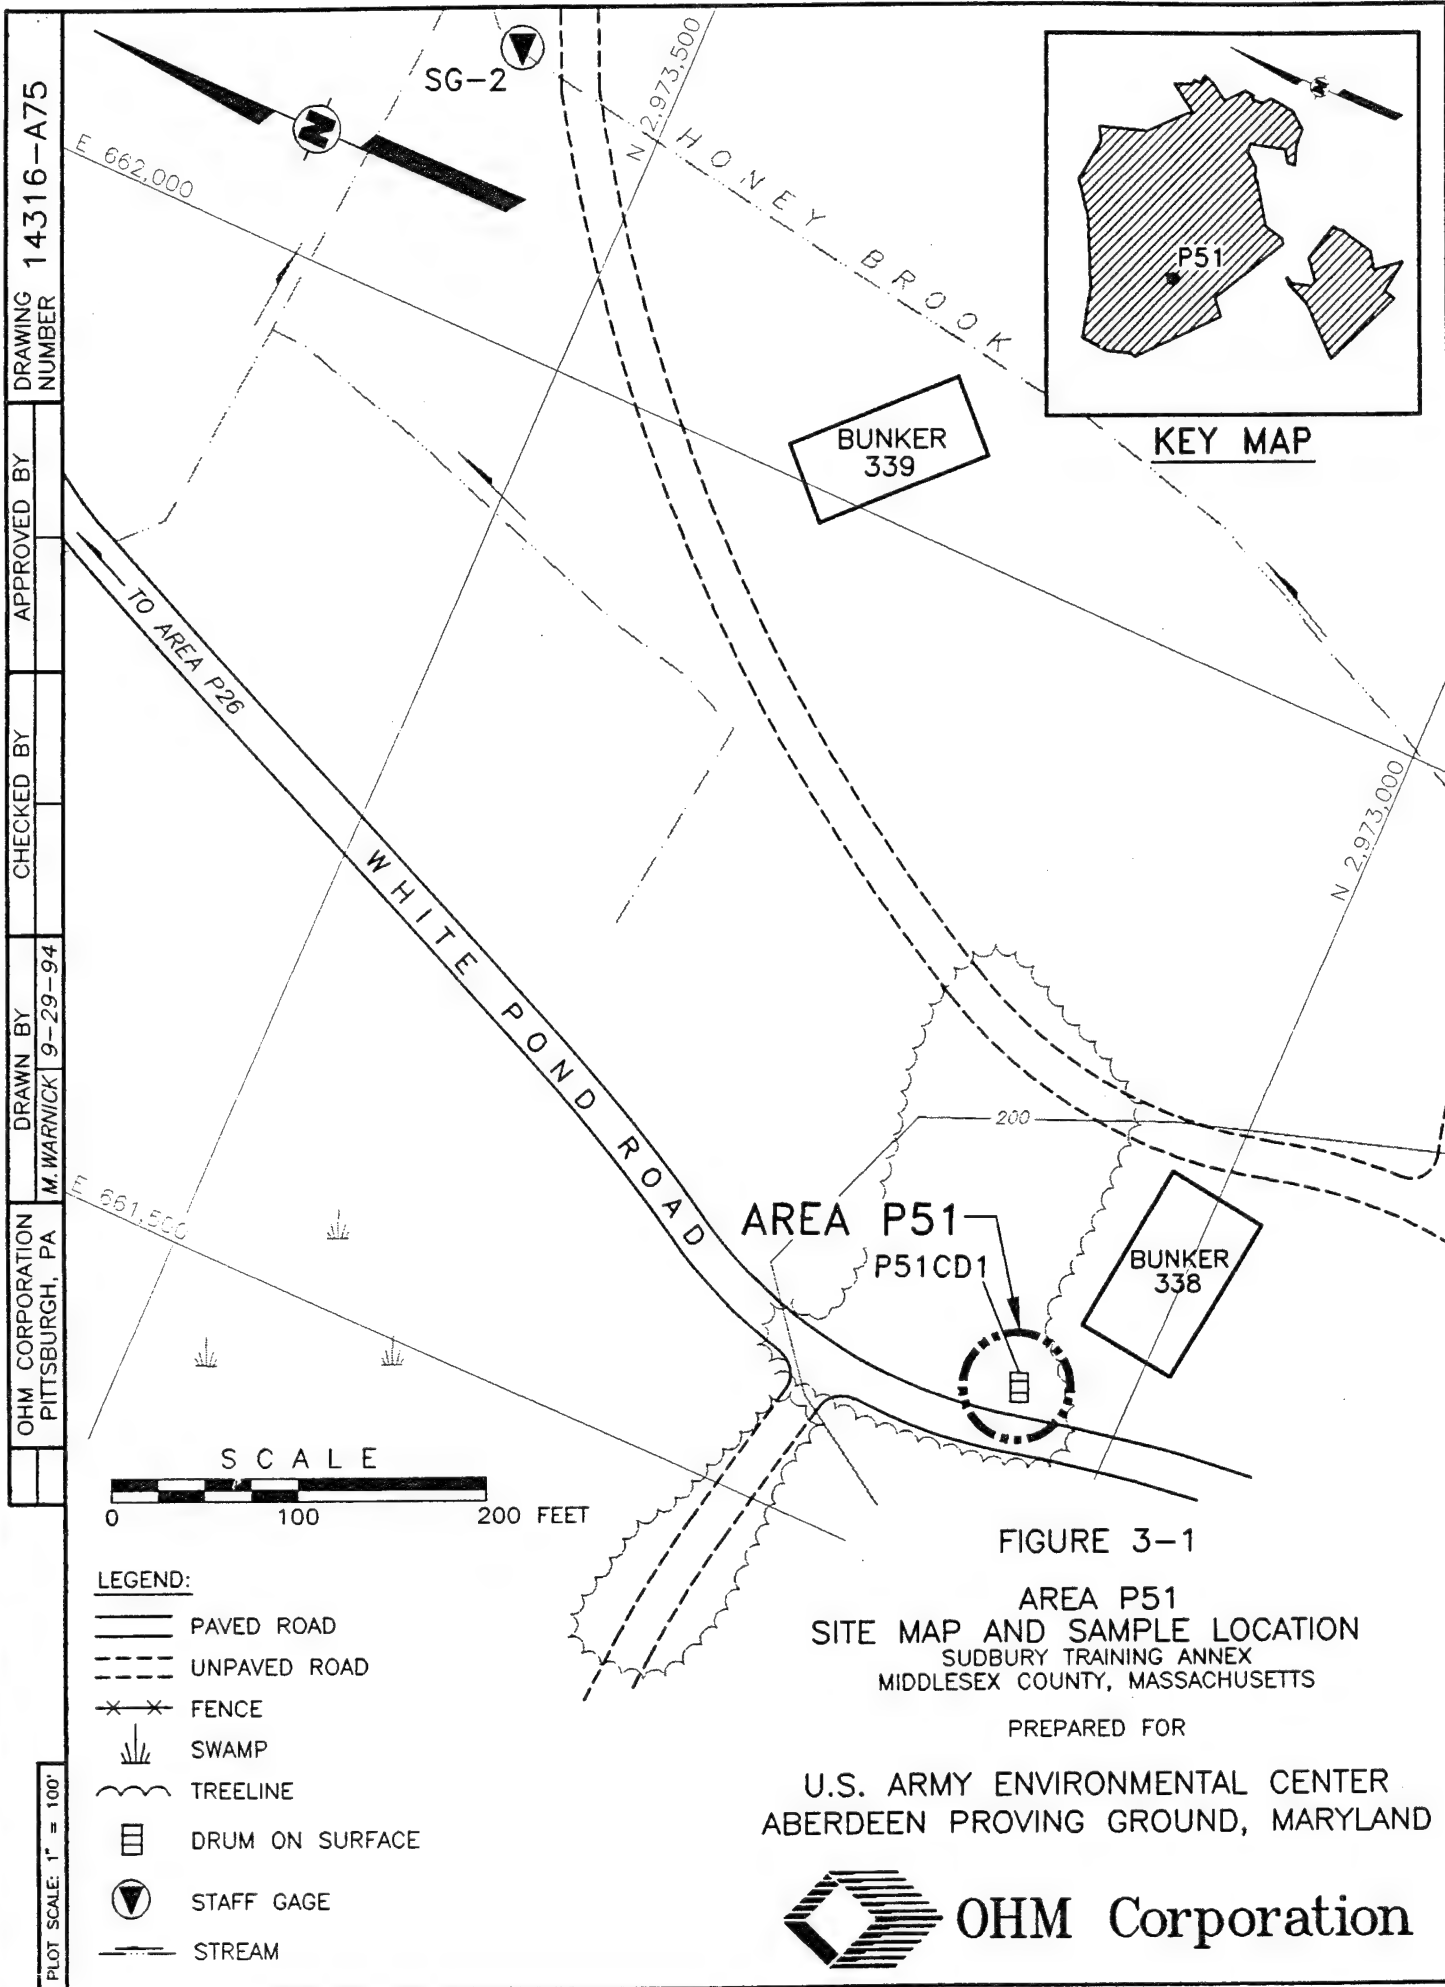 DRAWING
NUMBER
14316-A75
APPROVED BY
CHECKED BY
DRAWN BY
M. WARNICK 9-29-94
OHM CORPORATION
PITTSBURGH, PA
PLOT SCALE: 1" = 100'
N
SG-2
E 662,000
N 2,973,500
HONEY BROOK
N
P51
KEY MAP
BUNKER
339
TO AREA P26
WHITE POND ROAD
N 2,973,000
200
E 661,500
AREA P51
P51CD1
BUNKER
338
SCALE
0 100 200 FEET
LEGEND:
PAVED ROAD
UNPAVED ROAD
FENCE
SWAMP
TREELINE
DRUM ON SURFACE
STAFF GAGE
STREAM
FIGURE 3-1
AREA P51
SITE MAP AND SAMPLE LOCATION
SUDBURY TRAINING ANNEX
MIDDLESEX COUNTY, MASSACHUSETTS
PREPARED FOR
U.S. ARMY ENVIRONMENTAL CENTER
ABERDEEN PROVING GROUND, MARYLAND
OHM Corporation